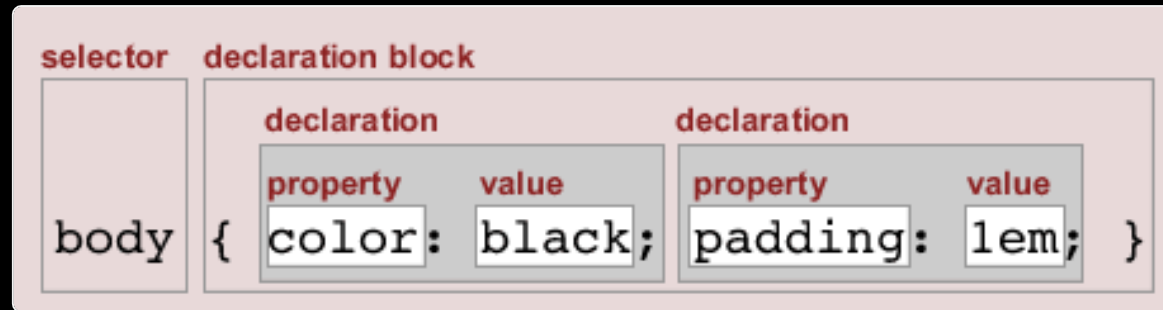 selector declaration block
declaration declaration
property value property value
body { color: black; padding: 1em; }